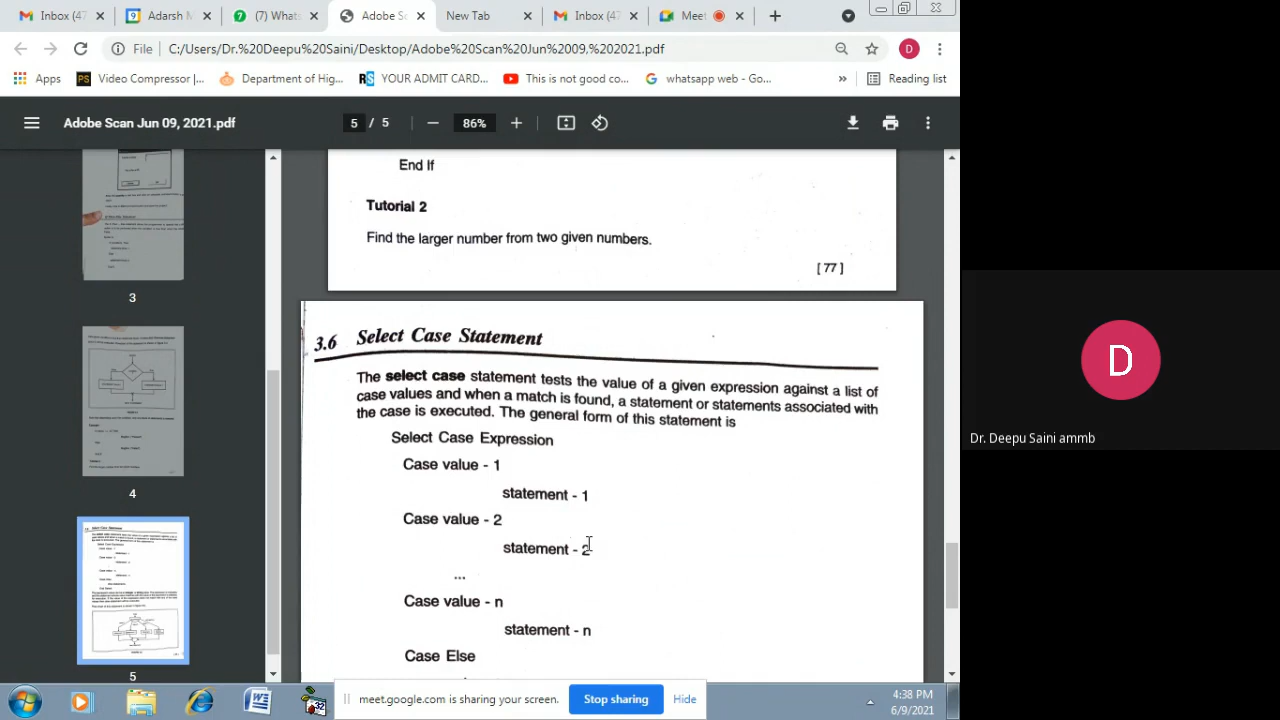 Inbox (47
Adarsh M
Whats
Adobe Sc
New Tab
Inbox (47
Meet
File
C:/Users/Dr.%20Deepu%20Saini/Desktop/Adobe%20Scan%20Jun%2009,%202021.pdf
D
Apps
PS
Video Compressor |...
Department of Hig...
RS
YOUR ADMIT CARD...
This is not good co...
whatsapp web - Go...
»
Reading list
Adobe Scan Jun 09, 2021.pdf
5 / 5
86%
End If
Tutorial 2
Find the larger number from two given numbers.
[ 77 ]
3
4
5
3.6 Select Case Statement
The select case statement tests the value of a given expression against a list of
case values and when a match is found, a statement or statements associated with
the case is executed. The general form of this statement is
Select Case Expression
Case value - 1
statement - 1
Case value - 2
statement - 2
...
Case value - n
statement - n
Case Else
D
Dr. Deepu Saini ammb
meet.google.com is sharing your screen.
Stop sharing
Hide
32
4:38 PM
6/9/2021